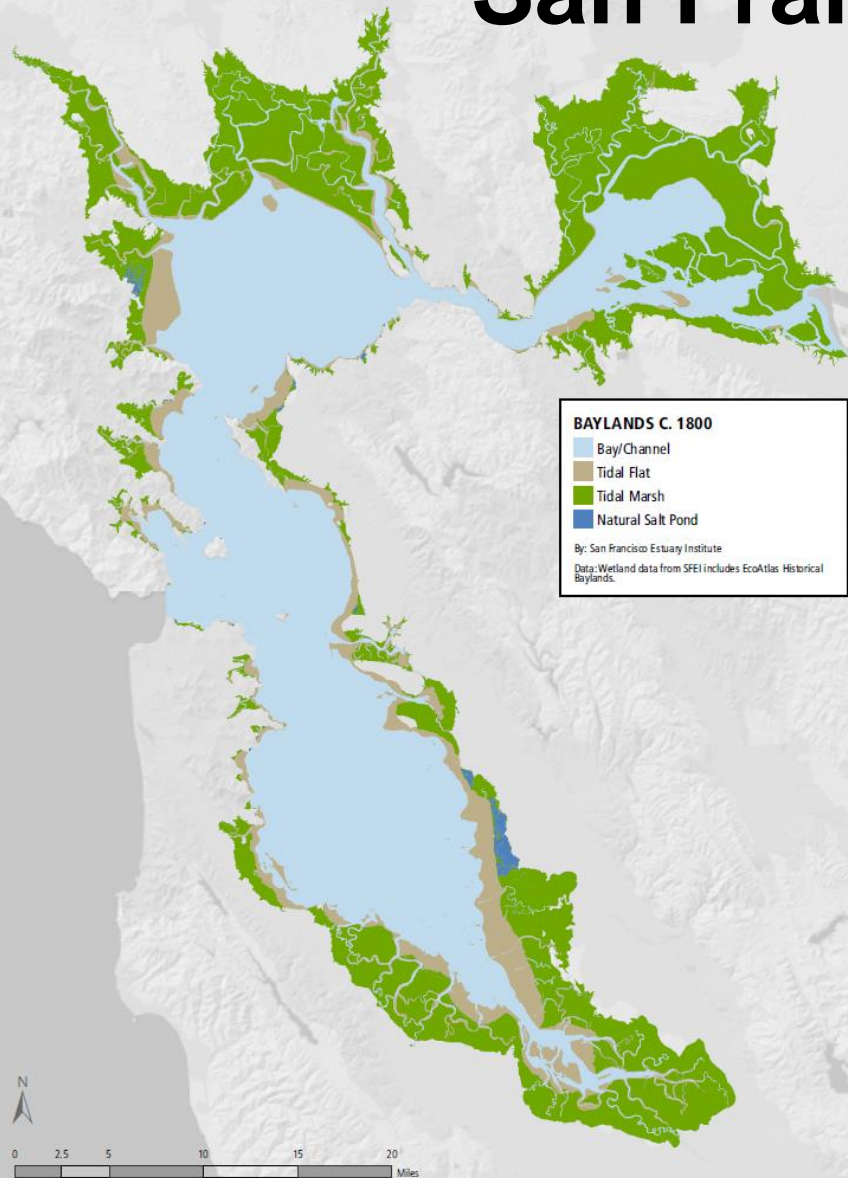 San Fran
BAYLANDS C. 1800
Bay/Channel
Tidal Flat
Tidal Marsh
Natural Salt Pond
By: San Francisco Estuary Institute
Data:Wetland data from SFEI includes EcoAtlas Historical
Baylands.
N
0 2.5 5 10 15 20
Miles